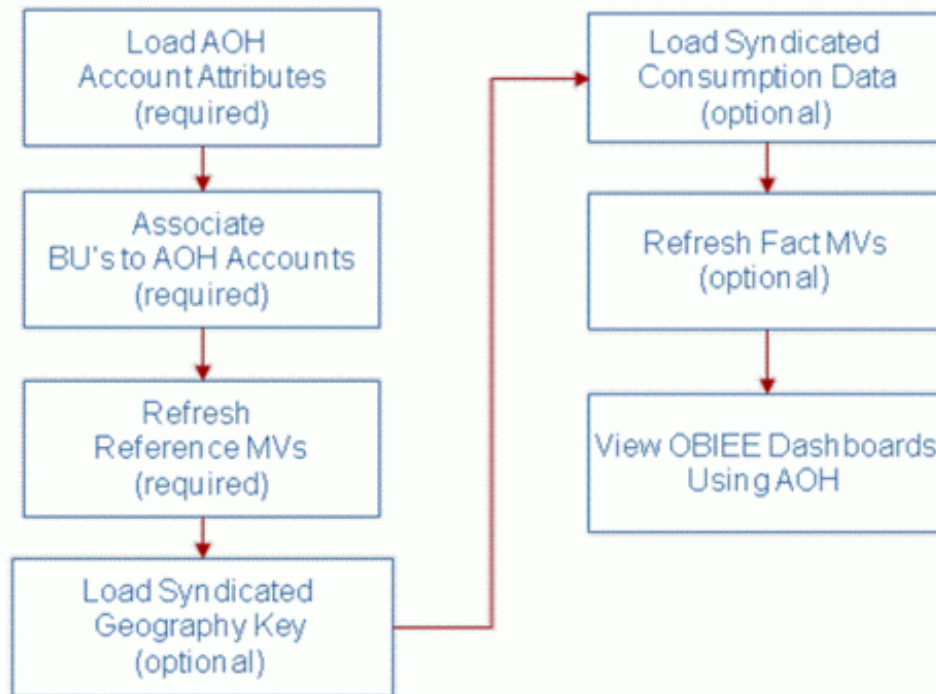 Load AOH
Account Attributes
(required)
Associate
BU's to AOH Accounts
(required)
Refresh
Reference MVs
(required)
Load Syndicated
Geography Key
(optional)
Load Syndicated
Consumption Data
(optional)
Refresh Fact MVs
(optional)
View OBIEE Dashboards
Using AOH